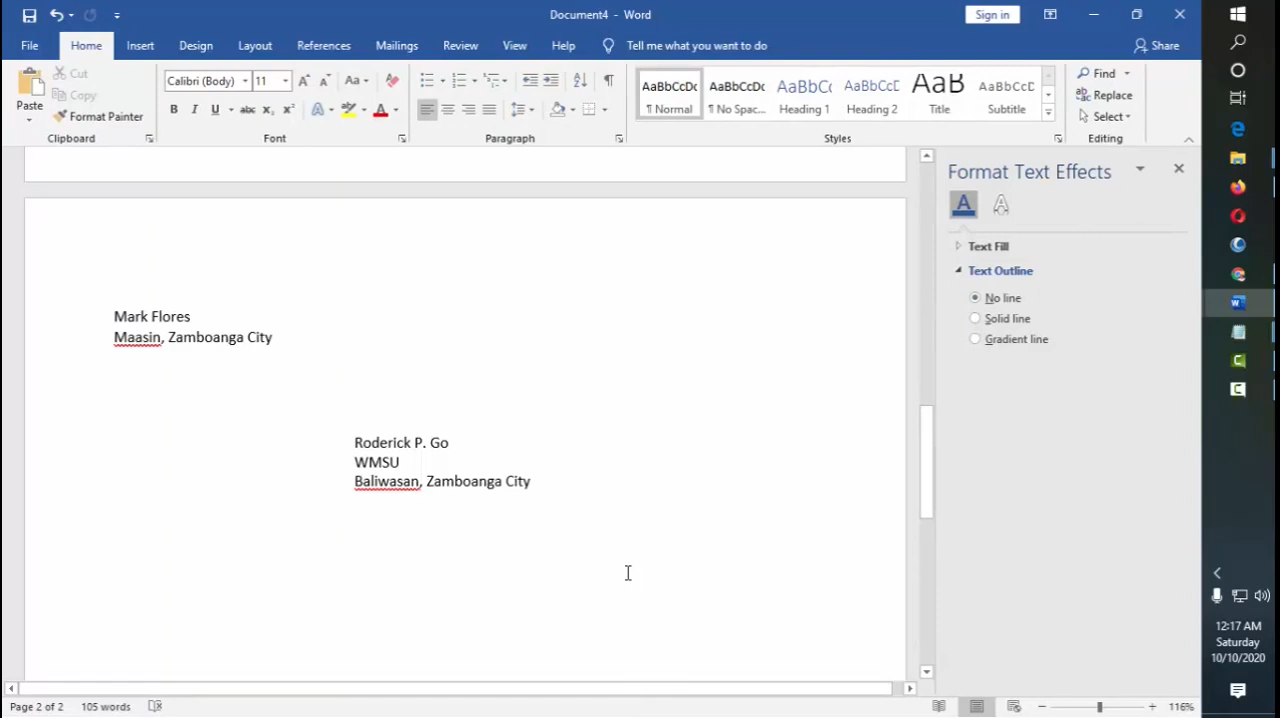 Document4 - Word
Sign in
File Home Insert Design Layout References Mailings Review View Help Tell me what you want to do Share
Paste
Cut
Copy
Format Painter
Clipboard
Calibri (Body) 11
Font
Paragraph
AaBbCcDc
¶ Normal
AaBbCcDc
¶ No Spac...
AaBbCc
Heading 1
AaBbCcD
Heading 2
AaB
Title
AaBbCcD
Subtitle
Styles
Find
Replace
Select
Editing
Mark Flores
Maasin, Zamboanga City
Roderick P. Go
WMSU
Baliwasan, Zamboanga City
Format Text Effects
Text Fill
Text Outline
No line
Solid line
Gradient line
12:17 AM
Saturday
10/10/2020
Page 2 of 2 105 words
116%